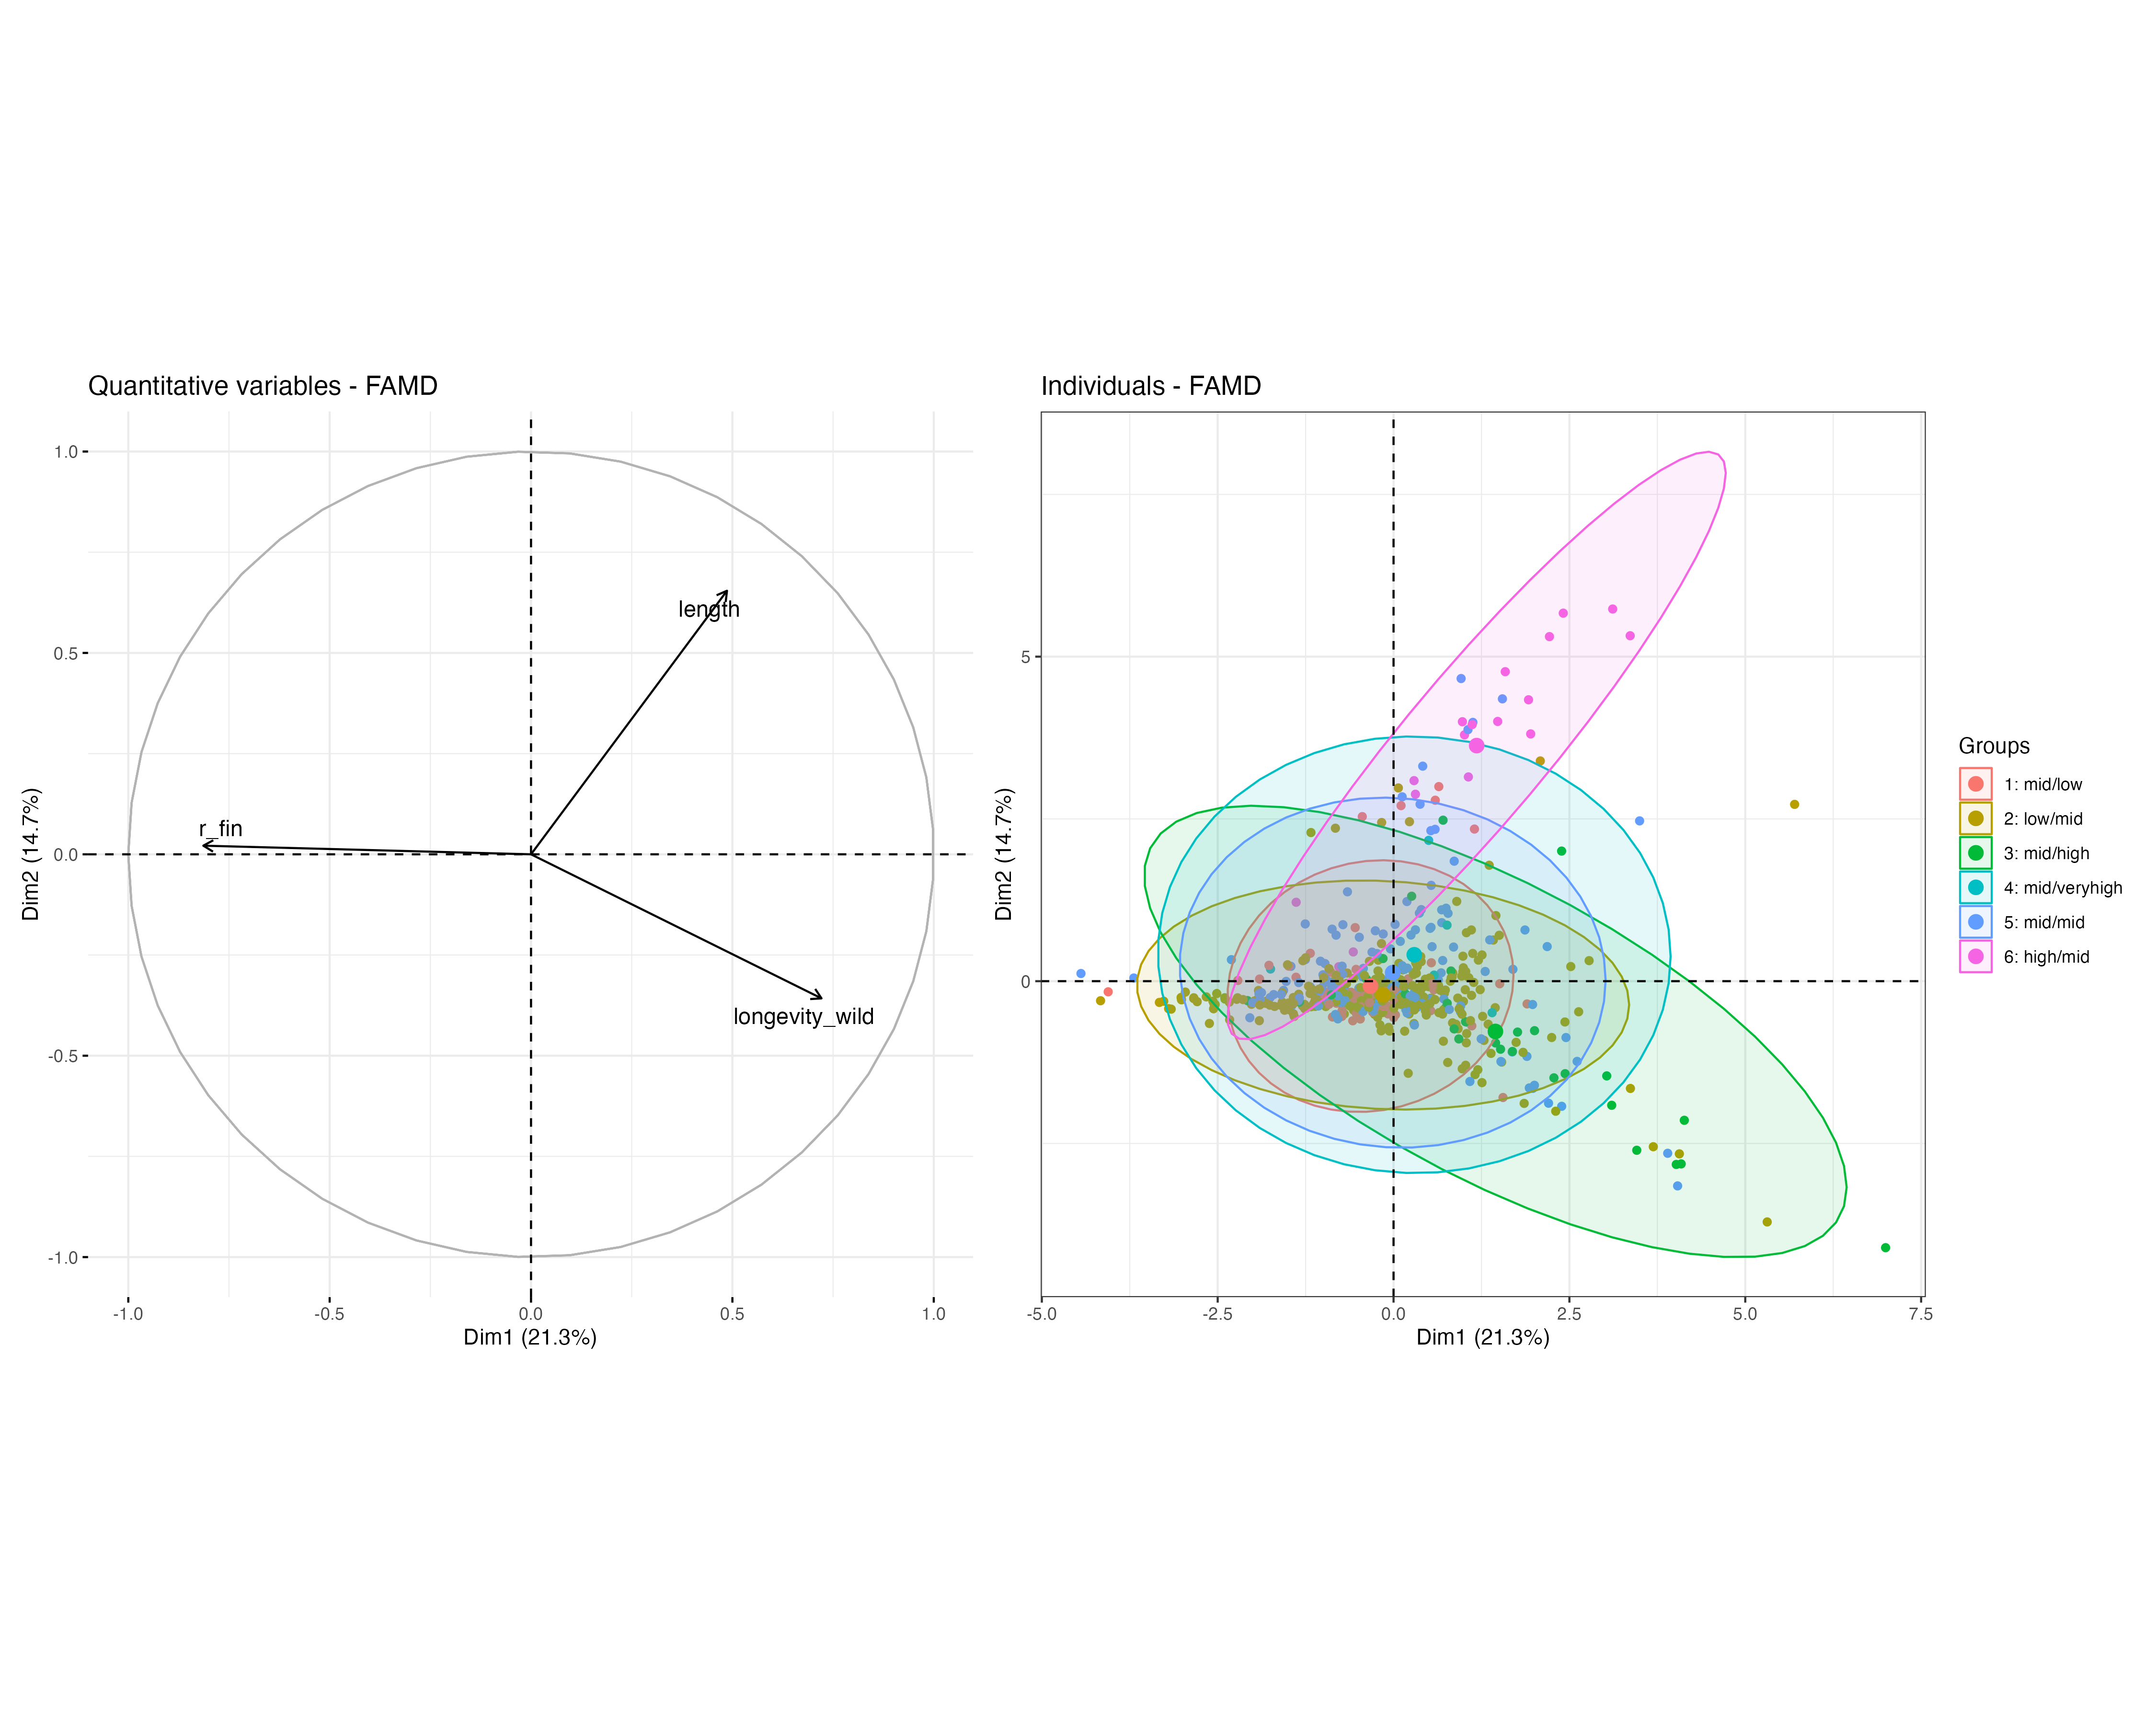 Quantitative variables - FAMD
1.0
0.5
0.0
-0.5
-1.0
Dim2 (14.7%)
length
r_fin
longevity_wild
-1.0 -0.5 0.0 0.5 1.0
Dim1 (21.3%)
Individuals - FAMD
5
0
Dim2 (14.7%)
-5.0 -2.5 0.0 2.5 5.0 7.5
Dim1 (21.3%)
Groups
1: mid/low
2: low/mid
3: mid/high
4: mid/veryhigh
5: mid/mid
6: high/mid